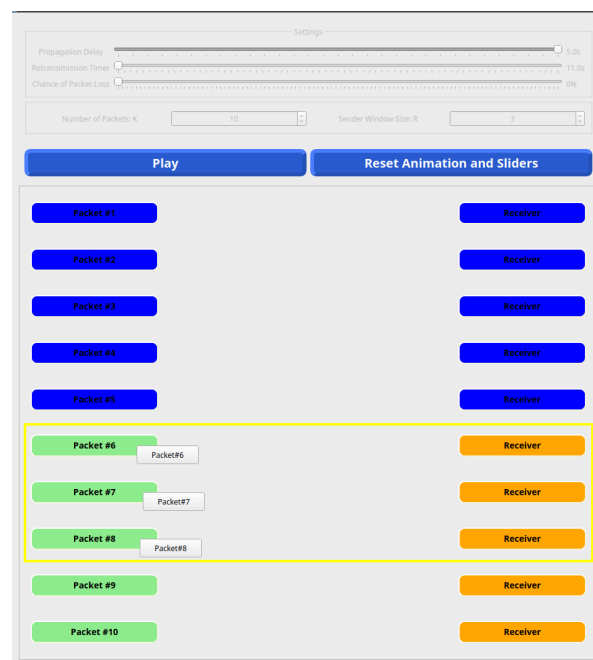 Settings
Propagation Delay 5.0s
Retransimission Timer 11.0s
Chance of Packet Loss 0%
Number of Packets: K 10 Sender Window Size: R 3
Play Reset Animation and Sliders
Packet #1 Receiver
Packet #2 Receiver
Packet #3 Receiver
Packet #4 Receiver
Packet #5 Receiver
Packet #6 Receiver
Packet#6
Packet #7 Receiver
Packet#7
Packet #8 Receiver
Packet#8
Packet #9 Receiver
Packet #10 Receiver